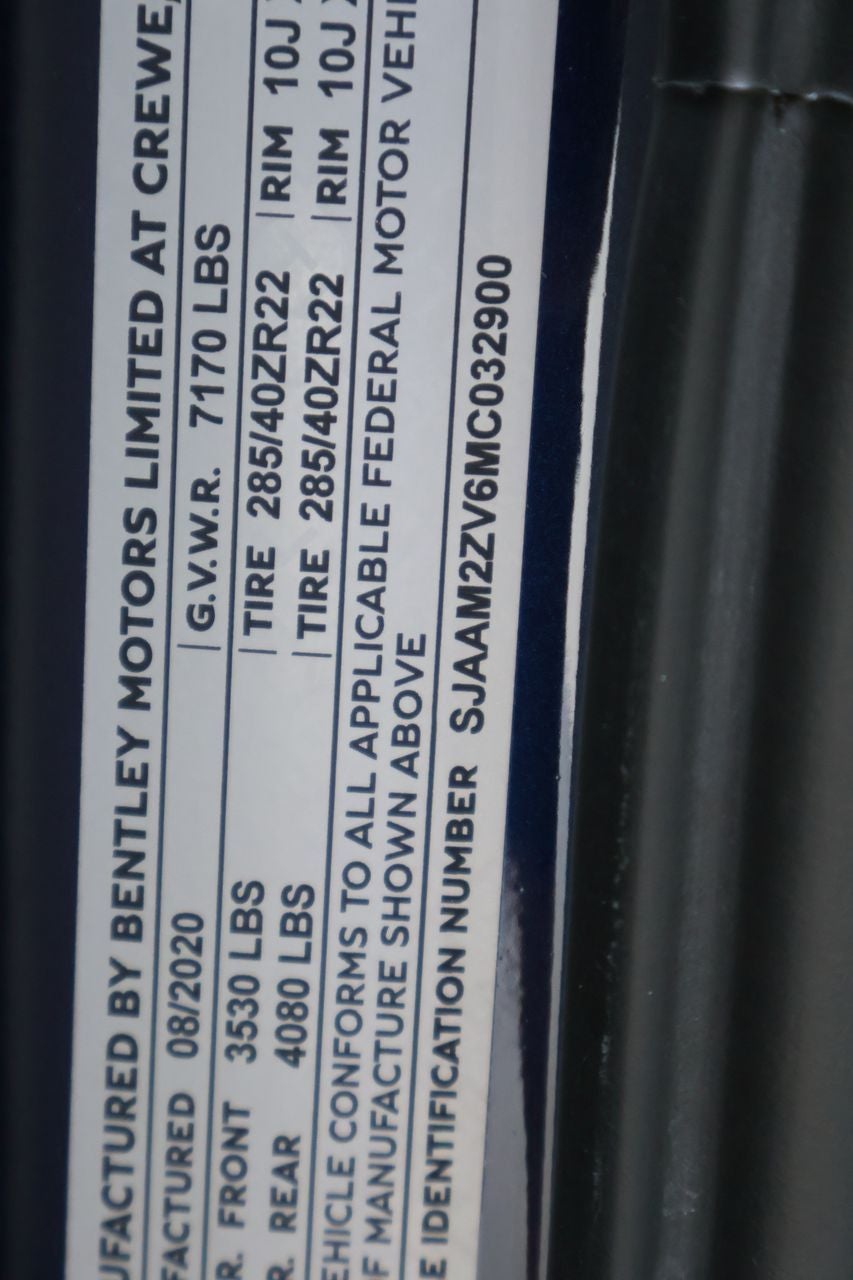 UFACTURED BY BENTLEY MOTORS LIMITED AT CREWE,
FACTURED 08/2020 | G.V.W.R. 7170 LBS
R. FRONT 3530 LBS | TIRE 285/40ZR22 | RIM 10J X
R. REAR 4080 LBS | TIRE 285/40ZR22 | RIM 10J X
EHICLE CONFORMS TO ALL APPLICABLE FEDERAL MOTOR VEHI
F MANUFACTURE SHOWN ABOVE
E IDENTIFICATION NUMBER SJAAM2ZV6MC032900